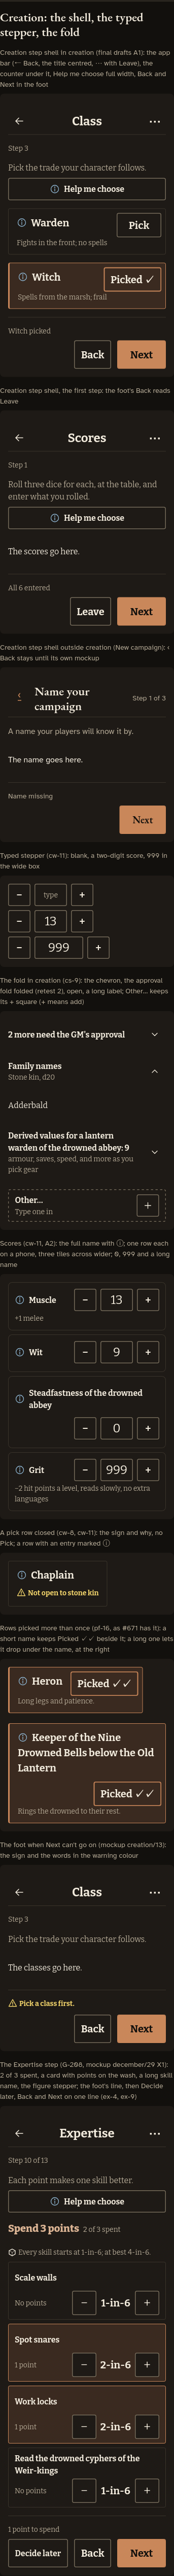 Creation: the shell, the typed
stepper, the fold
Creation step shell in creation (final drafts A1): the app
bar (← Back, the title centred, ⋯ with Leave), the
counter under it, Help me choose full width, Back and
Next in the foot
← Class ⋯
Step 3
Pick the trade your character follows.
ⓘ Help me choose
ⓘ Warden Pick
Fights in the front; no spells
ⓘ Witch Picked ✓
Spells from the marsh; frail
Witch picked
Back Next
Creation step shell, the first step: the foot's Back reads
Leave
← Scores ⋯
Step 1
Roll three dice for each, at the table, and
enter what you rolled.
ⓘ Help me choose
The scores go here.
All 6 entered
Leave Next
Creation step shell outside creation (New campaign): ‹
Back stays until its own mockup
‹ Name your
campaign
Step 1 of 3
A name your players will know it by.
The name goes here.
Name missing
Next
Typed stepper (cw-11): blank, a two-digit score, 999 in
the wide box
− type +
− 13 +
− 999 +
The fold in creation (cs-9): the chevron, the approval
fold folded (retest 2), open, a long label; Other… keeps
its + square (+ means add)
2 more need the GM's approval
Family names
Stone kin, d20
Adderbald
Derived values for a lantern
warden of the drowned abbey: 9
armour, saves, speed, and more as you
pick gear
Other…
Type one in
+
Scores (cw-11, A2): the full name with ⓘ; one row each
on a phone, three tiles across wider; 0, 999 and a long
name
ⓘ Muscle − 13 +
+1 melee
ⓘ Wit − 9 +
ⓘ Steadfastness of the drowned
abbey
− 0 +
ⓘ Grit − 999 +
−2 hit points a level, reads slowly, no extra
languages
A pick row closed (cw-8, cw-11): the sign and why, no
Pick; a row with an entry marked ⓘ
ⓘ Chaplain
⚠ Not open to stone kin
Rows picked more than once (pf-16, as #671 has it): a
short name keeps Picked ✓✓ beside it; a long one lets
it drop under the name, at the right
ⓘ Heron Picked ✓✓
Long legs and patience.
ⓘ Keeper of the Nine
Drowned Bells below the Old
Lantern
Picked ✓✓
Rings the drowned to their rest.
The foot when Next can't go on (mockup creation/13):
the sign and the words in the warning colour
← Class ⋯
Step 3
Pick the trade your character follows.
The classes go here.
⚠ Pick a class first.
Back Next
The Expertise step (G-208, mockup december/29 X1):
2 of 3 spent, a card with points on the wash, a long skill
name, the figure stepper; the foot's line, then Decide
later, Back and Next on one line (ex-4, ex-9)
← Expertise ⋯
Step 10 of 13
Each point makes one skill better.
ⓘ Help me choose
Spend 3 points 2 of 3 spent
Every skill starts at 1-in-6; at best 4-in-6.
Scale walls
No points − 1-in-6 +
Spot snares
1 point − 2-in-6 +
Work locks
1 point − 2-in-6 +
Read the drowned cyphers of the
Weir-kings
No points − 1-in-6 +
1 point to spend
Decide later Back Next